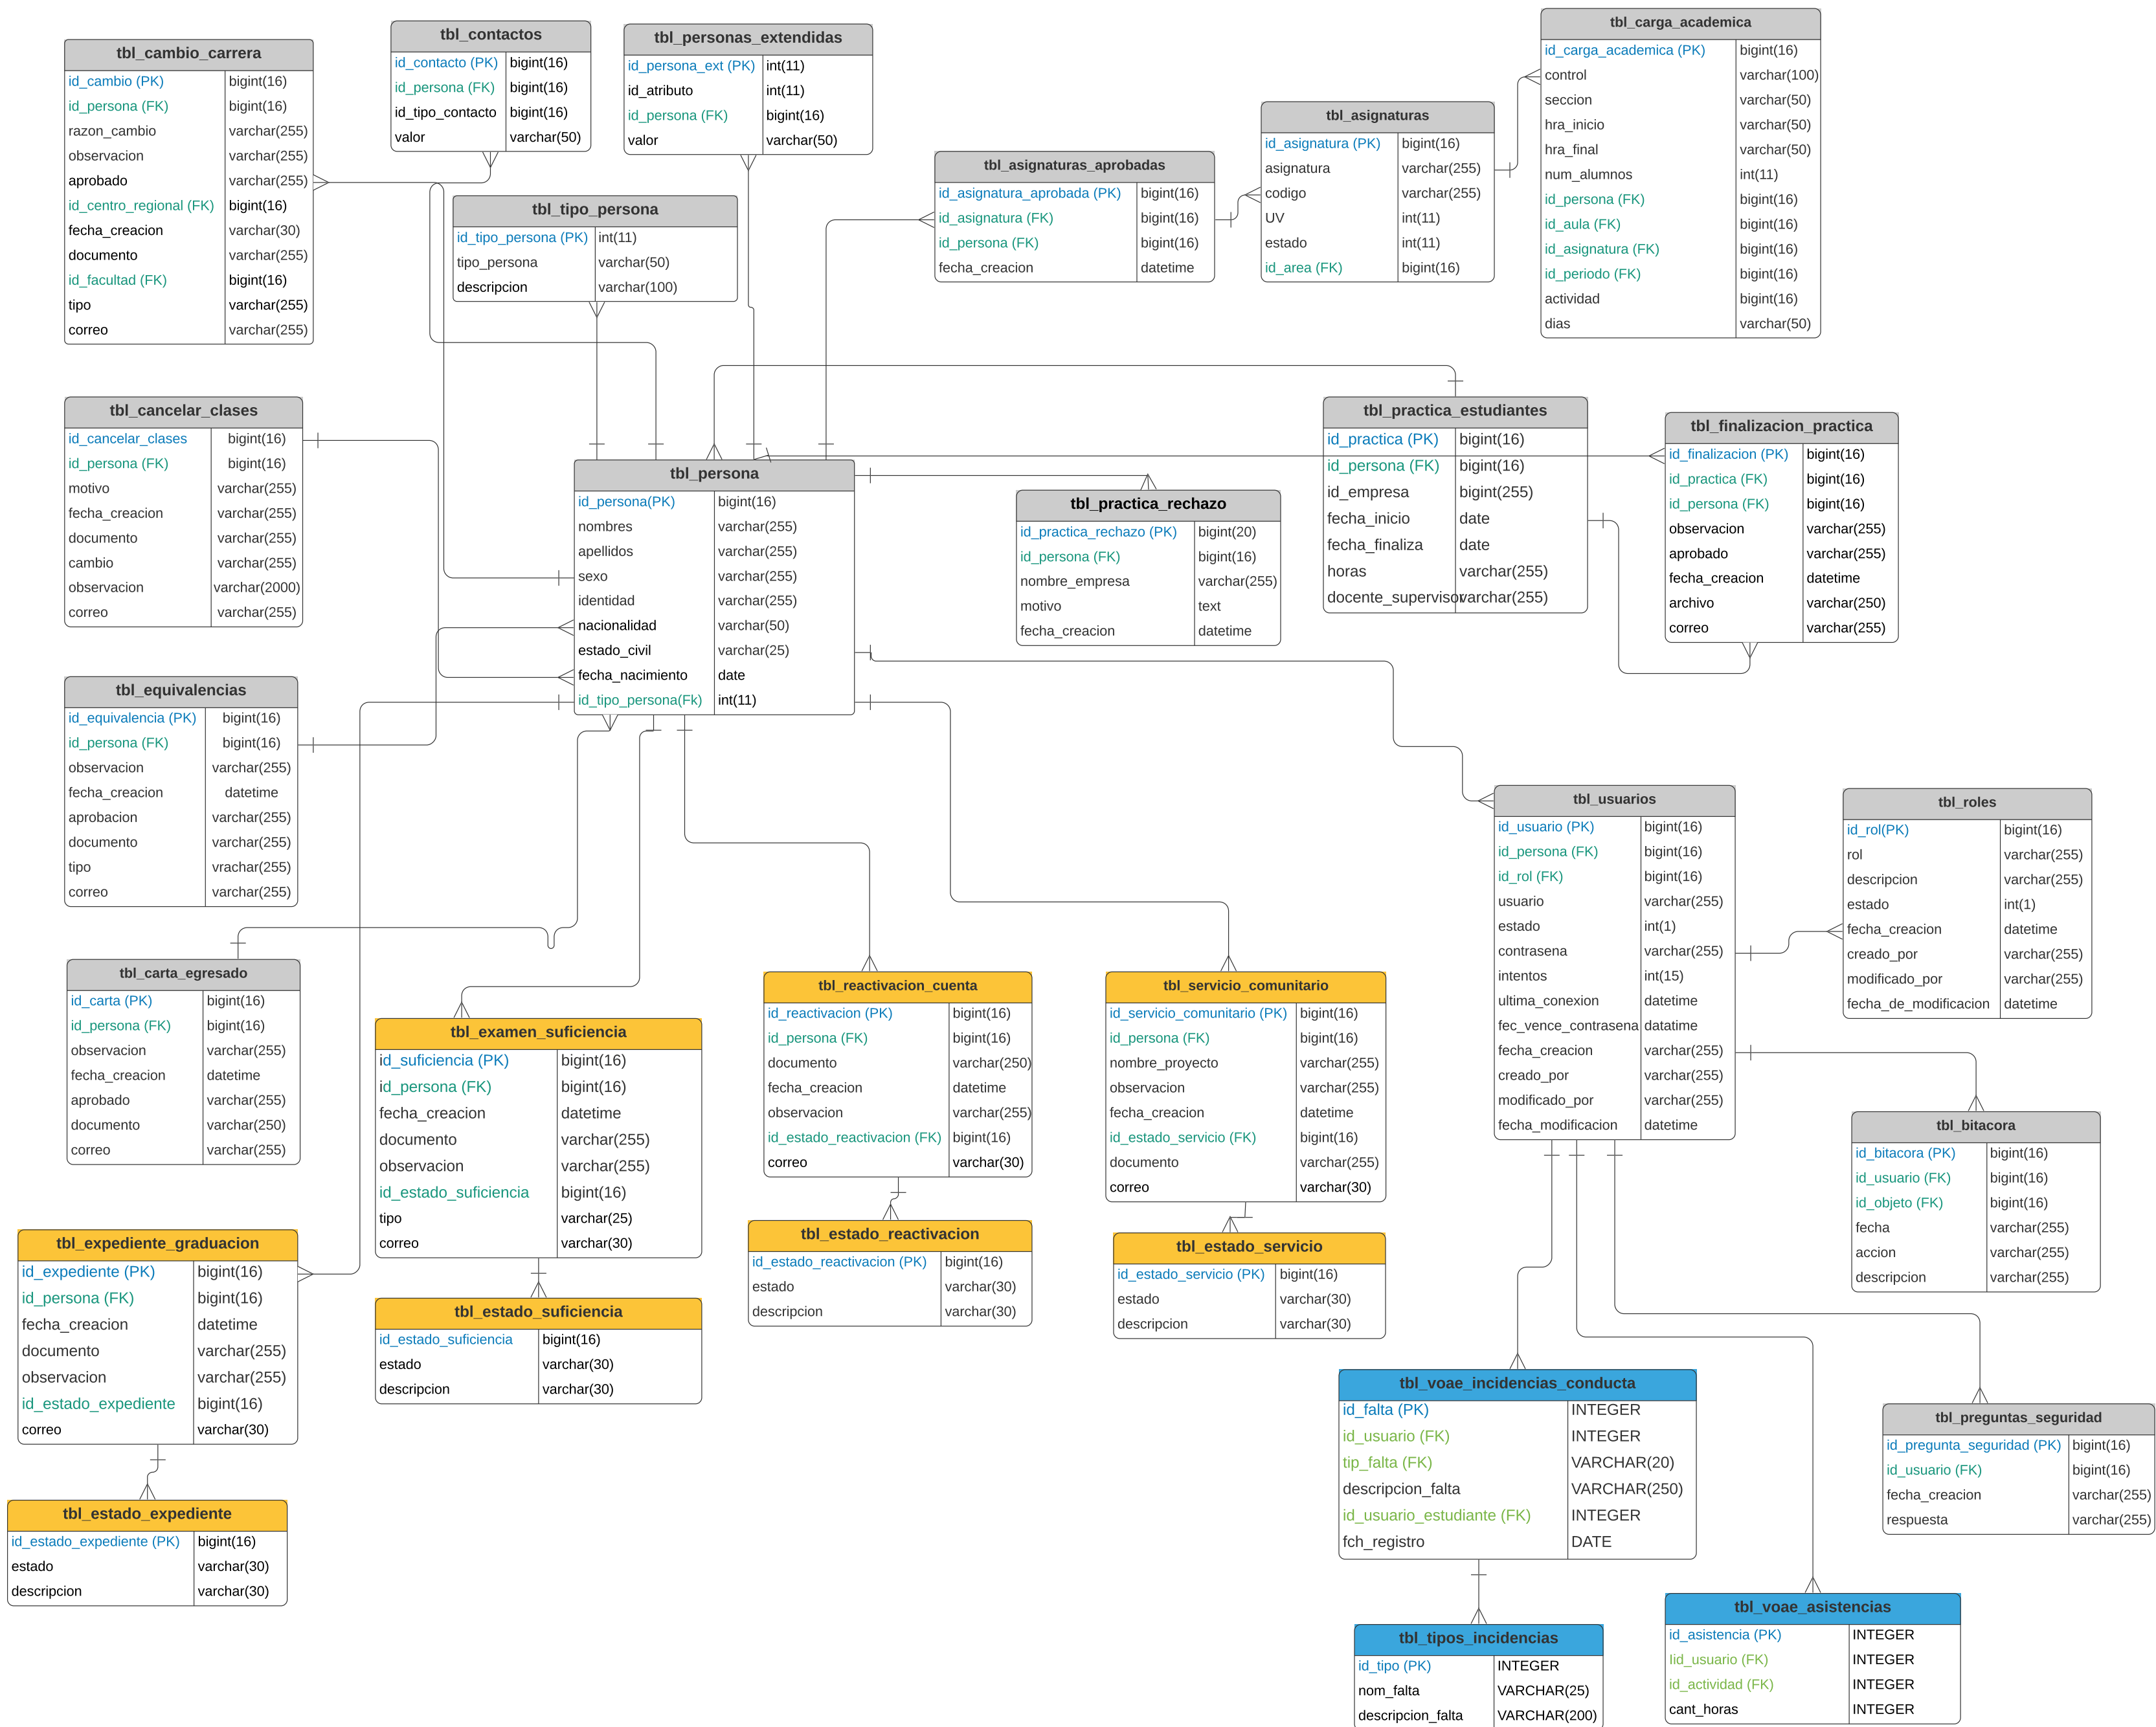 tbl_cambio_carrera
id_cambio (PK) bigint(16)
id_persona (FK) bigint(16)
razon_cambio varchar(255)
observacion varchar(255)
aprobado varchar(255)
id_centro_regional (FK) bigint(16)
fecha_creacion varchar(30)
documento varchar(255)
id_facultad (FK) bigint(16)
tipo varchar(255)
correo varchar(255)
tbl_contactos
id_contacto (PK) bigint(16)
id_persona (FK) bigint(16)
id_tipo_contacto bigint(16)
valor varchar(50)
tbl_personas_extendidas
id_persona_ext (PK) int(11)
id_atributo int(11)
id_persona (FK) bigint(16)
valor varchar(50)
tbl_tipo_persona
id_tipo_persona (PK) int(11)
tipo_persona varchar(50)
descripcion varchar(100)
tbl_asignaturas_aprobadas
id_asignatura_aprobada (PK) bigint(16)
id_asignatura (FK) bigint(16)
id_persona (FK) bigint(16)
fecha_creacion datetime
tbl_asignaturas
id_asignatura (PK) bigint(16)
asignatura varchar(255)
codigo varchar(255)
UV int(11)
estado int(11)
id_area (FK) bigint(16)
tbl_carga_academica
id_carga_academica (PK) bigint(16)
control varchar(100)
seccion varchar(50)
hra_inicio varchar(50)
hra_final varchar(50)
num_alumnos int(11)
id_persona (FK) bigint(16)
id_aula (FK) bigint(16)
id_asignatura (FK) bigint(16)
id_periodo (FK) bigint(16)
actividad bigint(16)
dias varchar(50)
tbl_cancelar_clases
id_cancelar_clases bigint(16)
id_persona (FK) bigint(16)
motivo varchar(255)
fecha_creacion varchar(255)
documento varchar(255)
cambio varchar(255)
observacion varchar(2000)
correo varchar(255)
tbl_persona
id_persona(PK) bigint(16)
nombres varchar(255)
apellidos varchar(255)
sexo varchar(255)
identidad varchar(255)
nacionalidad varchar(50)
estado_civil varchar(25)
fecha_nacimiento date
id_tipo_persona(Fk) int(11)
tbl_practica_rechazo
id_practica_rechazo (PK) bigint(20)
id_persona (FK) bigint(16)
nombre_empresa varchar(255)
motivo text
fecha_creacion datetime
tbl_practica_estudiantes
id_practica (PK) bigint(16)
id_persona (FK) bigint(16)
id_empresa bigint(255)
fecha_inicio date
fecha_finaliza date
horas varchar(255)
docente_supervisor varchar(255)
tbl_finalizacion_practica
id_finalizacion (PK) bigint(16)
id_practica (FK) bigint(16)
id_persona (FK) bigint(16)
observacion varchar(255)
aprobado varchar(255)
fecha_creacion datetime
archivo varchar(250)
correo varchar(255)
tbl_equivalencias
id_equivalencia (PK) bigint(16)
id_persona (FK) bigint(16)
observacion varchar(255)
fecha_creacion datetime
aprobacion varchar(255)
documento varchar(255)
tipo vrachar(255)
correo varchar(255)
tbl_usuarios
id_usuario (PK) bigint(16)
id_persona (FK) bigint(16)
id_rol (FK) bigint(16)
usuario varchar(255)
estado int(1)
contrasena varchar(255)
intentos int(15)
ultima_conexion datetime
fec_vence_contrasena datatime
fecha_creacion varchar(255)
creado_por varchar(255)
modificado_por varchar(255)
fecha_modificacion datetime
tbl_roles
id_rol(PK) bigint(16)
rol varchar(255)
descripcion varchar(255)
estado int(1)
fecha_creacion datetime
creado_por varchar(255)
modificado_por varchar(255)
fecha_de_modificacion datetime
tbl_carta_egresado
id_carta (PK) bigint(16)
id_persona (FK) bigint(16)
observacion varchar(255)
fecha_creacion datetime
aprobado varchar(255)
documento varchar(250)
correo varchar(255)
tbl_examen_suficiencia
id_suficiencia (PK) bigint(16)
id_persona (FK) bigint(16)
fecha_creacion datetime
documento varchar(255)
observacion varchar(255)
id_estado_suficiencia bigint(16)
tipo varchar(25)
correo varchar(30)
tbl_reactivacion_cuenta
id_reactivacion (PK) bigint(16)
id_persona (FK) bigint(16)
documento varchar(250)
fecha_creacion datetime
observacion varchar(255)
id_estado_reactivacion (FK) bigint(16)
correo varchar(30)
tbl_servicio_comunitario
id_servicio_comunitario (PK) bigint(16)
id_persona (FK) bigint(16)
nombre_proyecto varchar(255)
observacion varchar(255)
fecha_creacion datetime
id_estado_servicio (FK) bigint(16)
documento varchar(255)
correo varchar(30)
tbl_bitacora
id_bitacora (PK) bigint(16)
id_usuario (FK) bigint(16)
id_objeto (FK) bigint(16)
fecha varchar(255)
accion varchar(255)
descripcion varchar(255)
tbl_expediente_graduacion
id_expediente (PK) bigint(16)
id_persona (FK) bigint(16)
fecha_creacion datetime
documento varchar(255)
observacion varchar(255)
id_estado_expediente bigint(16)
correo varchar(30)
tbl_estado_suficiencia
id_estado_suficiencia bigint(16)
estado varchar(30)
descripcion varchar(30)
tbl_estado_reactivacion
id_estado_reactivacion (PK) bigint(16)
estado varchar(30)
descripcion varchar(30)
tbl_estado_servicio
id_estado_servicio (PK) bigint(16)
estado varchar(30)
descripcion varchar(30)
tbl_voae_incidencias_conducta
id_falta (PK) INTEGER
id_usuario (FK) INTEGER
tip_falta (FK) VARCHAR(20)
descripcion_falta VARCHAR(250)
id_usuario_estudiante (FK) INTEGER
fch_registro DATE
tbl_preguntas_seguridad
id_pregunta_seguridad (PK) bigint(16)
id_usuario (FK) bigint(16)
fecha_creacion varchar(255)
respuesta varchar(255)
tbl_estado_expediente
id_estado_expediente (PK) bigint(16)
estado varchar(30)
descripcion varchar(30)
tbl_tipos_incidencias
id_tipo (PK) INTEGER
nom_falta VARCHAR(25)
descripcion_falta VARCHAR(200)
tbl_voae_asistencias
id_asistencia (PK) INTEGER
Iid_usuario (FK) INTEGER
id_actividad (FK) INTEGER
cant_horas INTEGER